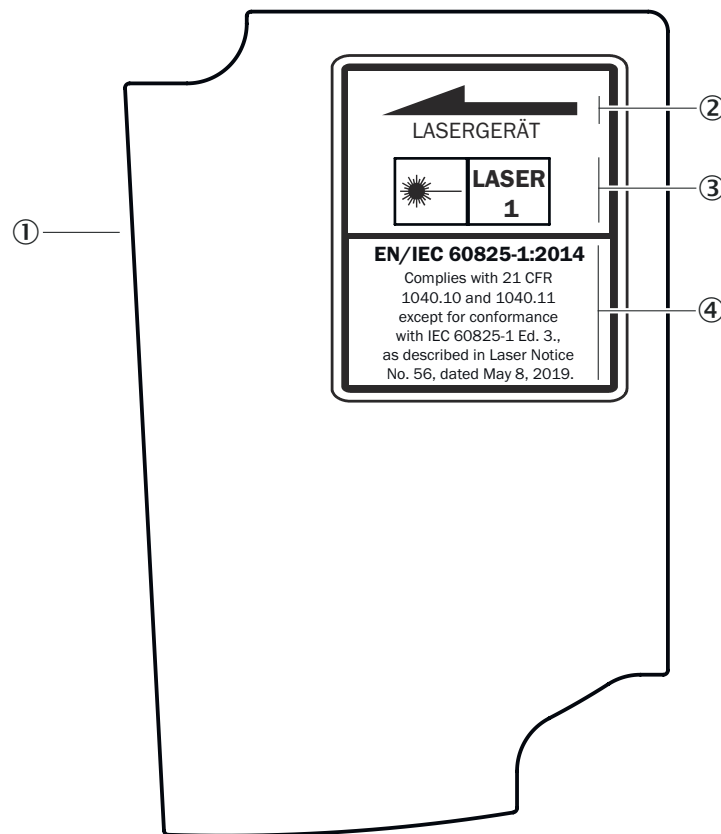 ②
LASERGERÄT
③
LASER
1
①
EN/IEC 60825-1:2014
Complies with 21 CFR
1040.10 and 1040.11
except for conformance
④
with IEC 60825-1 Ed. 3.,
as described in Laser Notice
No. 56, dated May 8, 2019.